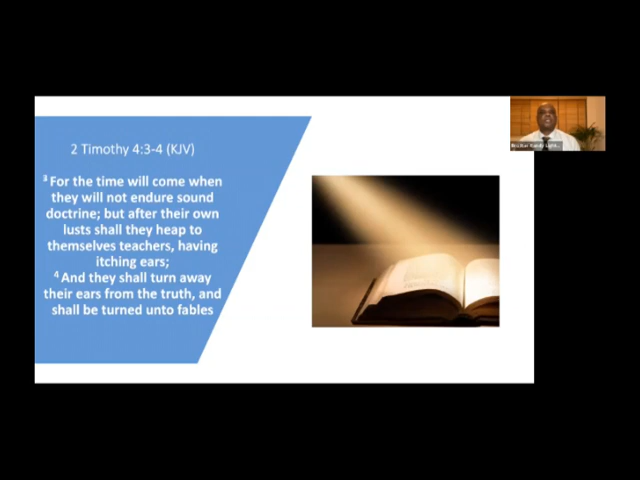 2 Timothy 4:3-4 (KJV)
3 For the time will come when
they will not endure sound
doctrine; but after their own
lusts shall they heap to
themselves teachers, having
itching ears;
4 And they shall turn away
their ears from the truth, and
shall be turned unto fables